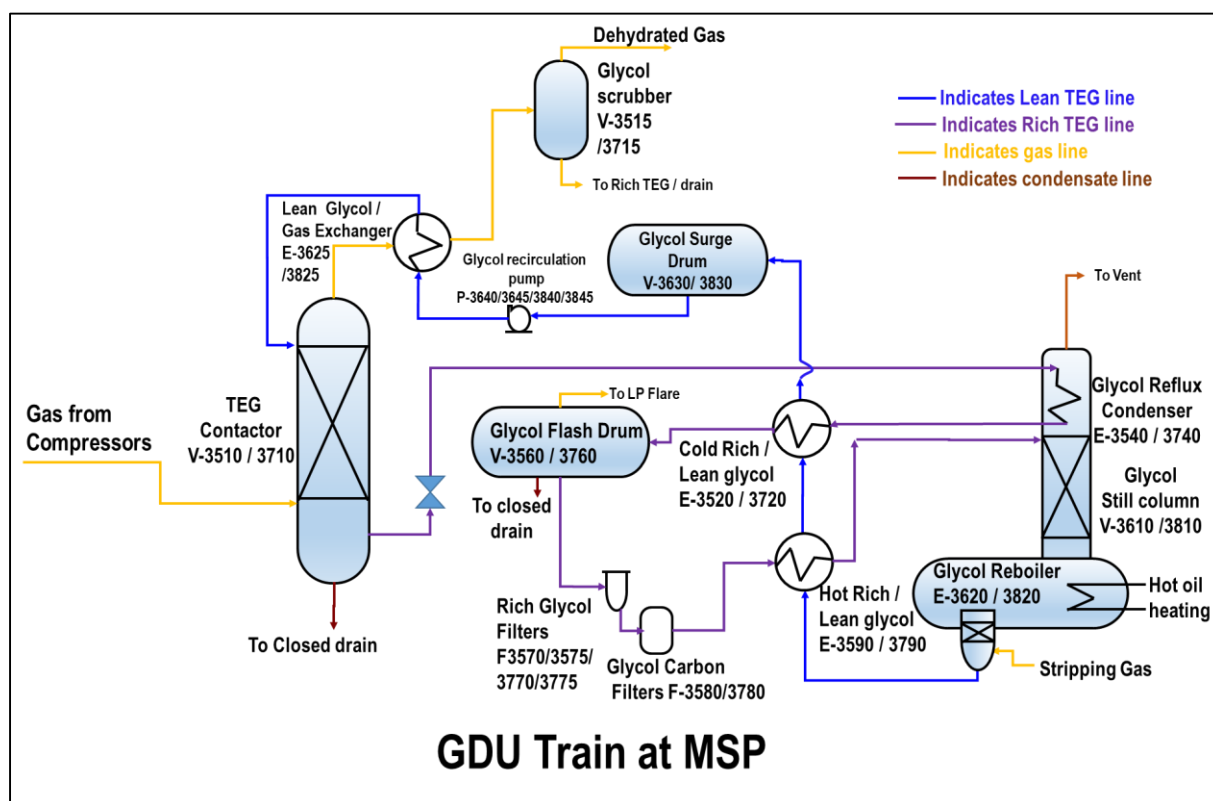 Dehydrated Gas
Glycol
scrubber
V-3515
/3715
To Rich TEG / drain
Indicates Lean TEG line
Indicates Rich TEG line
Indicates gas line
Indicates condensate line
Lean Glycol /
Gas Exchanger
E-3625
/3825
Glycol recirculation
pump
P-3640/3645/3840/3845
Glycol Surge
Drum
V-3630/ 3830
To Vent
Gas from
Compressors
TEG
Contactor
V-3510 / 3710
To Closed drain
To LP Flare
Glycol Flash Drum
V-3560 / 3760
To closed
drain
Cold Rich /
Lean glycol
E-3520 / 3720
Glycol Reflux
Condenser
E-3540 / 3740
Glycol
Still column
V-3610 /3810
Rich Glycol
Filters
F3570/3575/
3770/3775
Glycol Carbon
Filters F-3580/3780
Hot Rich /
Lean glycol
E-3590 / 3790
Glycol Reboiler
E-3620 / 3820
Hot oil
heating
Stripping Gas
GDU Train at MSP